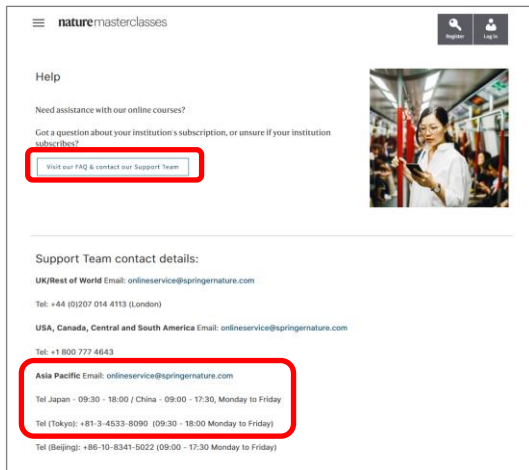 nature masterclasses
Register
Log in
Help
Need assistance with our online courses?
Got a question about your institution's subscription, or unsure if your institution
subscribes?
Visit our FAQ & contact our Support Team
Support Team contact details:
UK/Rest of World Email: onlineservice@springernature.com
Tel: +44 (0)207 014 4113 (London)
USA, Canada, Central and South America Email: onlineservice@springernature.com
Tel: +1 800 777 4643
Asia Pacific Email: onlineservice@springernature.com
Tel Japan - 09:30 - 18:00 / China - 09:00 - 17:30, Monday to Friday
Tel (Tokyo): +81-3-4533-8090 (09:30 - 18:00 Monday to Friday)
Tel (Beijing): +86-10-8341-5022 (09:00 - 17:30 Monday to Friday)